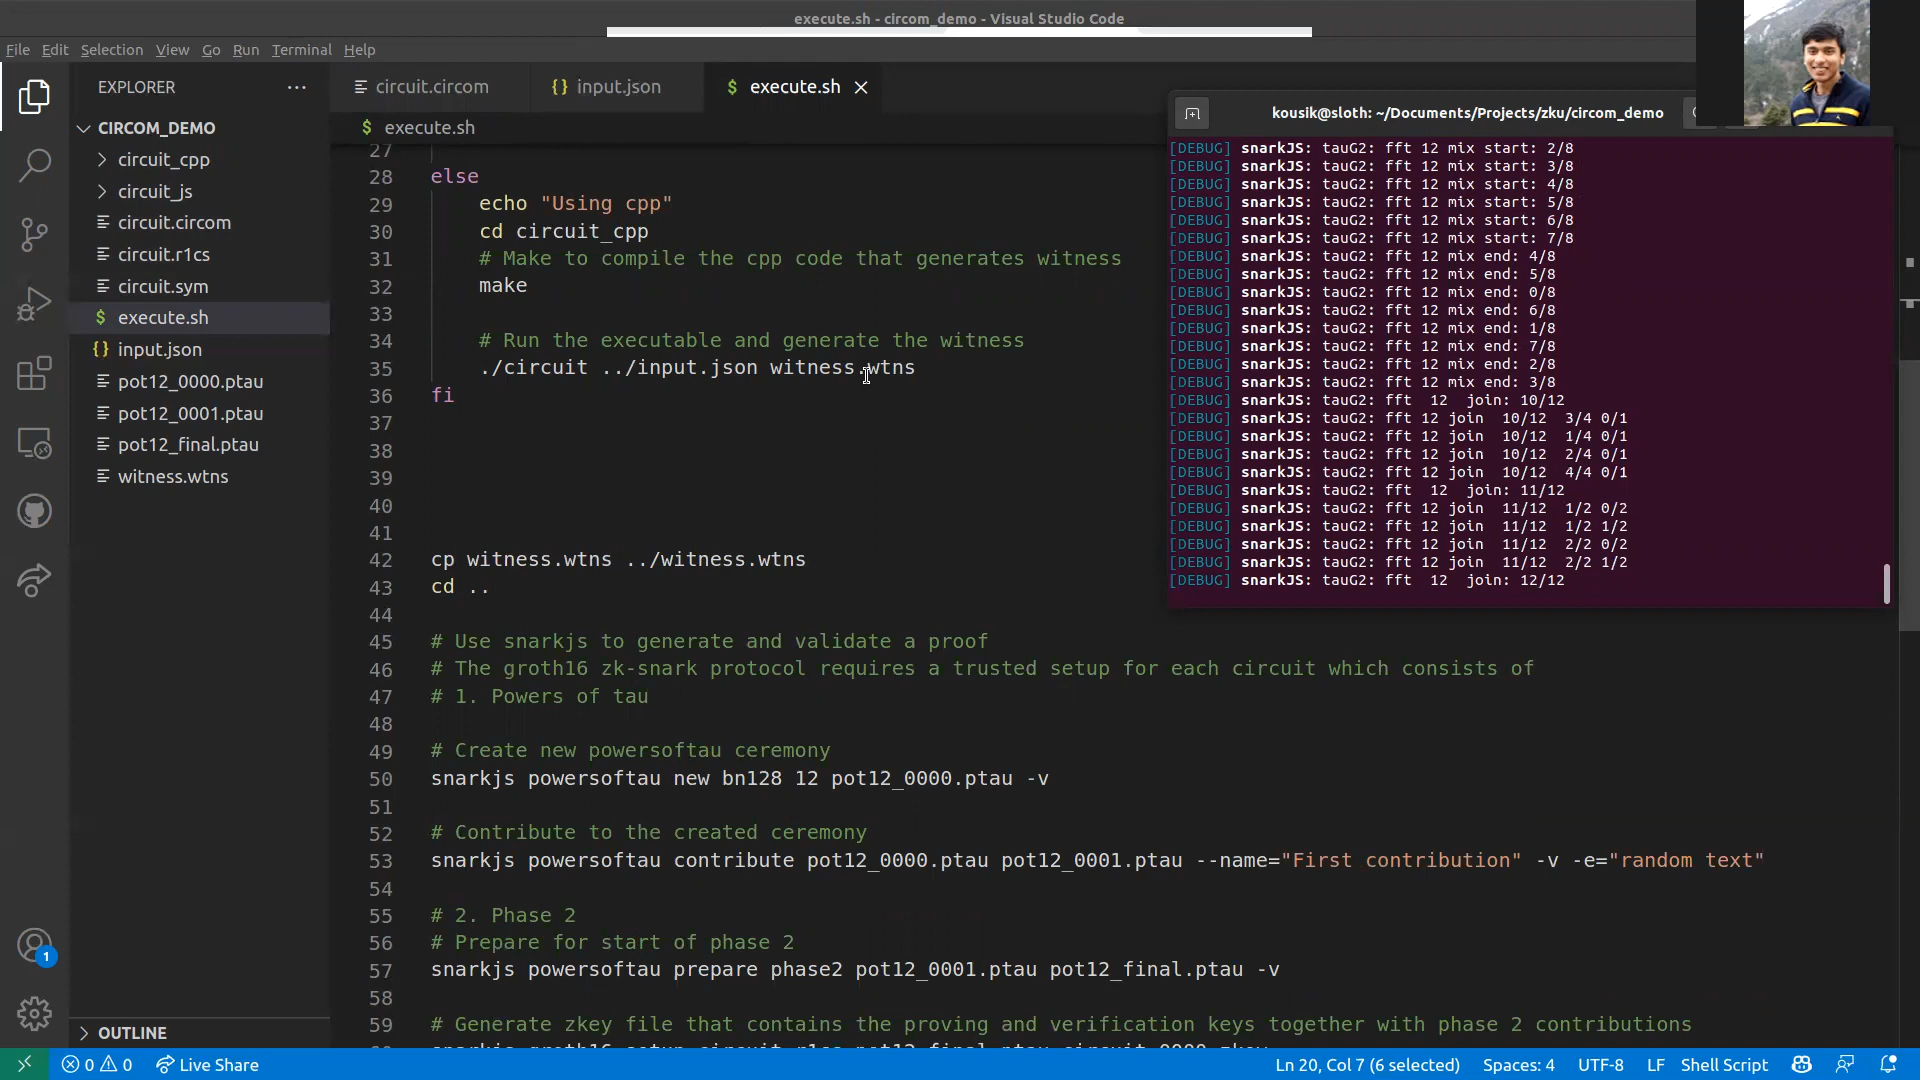 execute.sh - circom_demo - Visual Studio Code
File Edit Selection View Go Run Terminal Help
EXPLORER ...
CIRCOM_DEMO
circuit_cpp
circuit_js
circuit.circom
circuit.r1cs
circuit.sym
$ execute.sh
{} input.json
pot12_0000.ptau
pot12_0001.ptau
pot12_final.ptau
witness.wtns
OUTLINE
1
circuit.circom {} input.json $ execute.sh
$ execute.sh
27
28 else
29 echo "Using cpp"
30 cd circuit_cpp
31 # Make to compile the cpp code that generates witness
32 make
33
34 # Run the executable and generate the witness
35 ./circuit ../input.json witness.wtns
36 fi
37
38
39
40
41
42 cp witness.wtns ../witness.wtns
43 cd ..
44
45 # Use snarkjs to generate and validate a proof
46 # The groth16 zk-snark protocol requires a trusted setup for each circuit which consists of
47 # 1. Powers of tau
48
49 # Create new powersoftau ceremony
50 snarkjs powersoftau new bn128 12 pot12_0000.ptau -v
51
52 # Contribute to the created ceremony
53 snarkjs powersoftau contribute pot12_0000.ptau pot12_0001.ptau --name="First contribution" -v -e="random text"
54
55 # 2. Phase 2
56 # Prepare for start of phase 2
57 snarkjs powersoftau prepare phase2 pot12_0001.ptau pot12_final.ptau -v
58
59 # Generate zkey file that contains the proving and verification keys together with phase 2 contributions
snarkjs groth16 setup circuit.r1cs pot12_final.ptau circuit_0000.zkey
kousik@sloth: ~/Documents/Projects/zku/circom_demo
[DEBUG] snarkJS: tauG2: fft 12 mix start: 2/8
[DEBUG] snarkJS: tauG2: fft 12 mix start: 3/8
[DEBUG] snarkJS: tauG2: fft 12 mix start: 4/8
[DEBUG] snarkJS: tauG2: fft 12 mix start: 5/8
[DEBUG] snarkJS: tauG2: fft 12 mix start: 6/8
[DEBUG] snarkJS: tauG2: fft 12 mix start: 7/8
[DEBUG] snarkJS: tauG2: fft 12 mix end: 4/8
[DEBUG] snarkJS: tauG2: fft 12 mix end: 5/8
[DEBUG] snarkJS: tauG2: fft 12 mix end: 0/8
[DEBUG] snarkJS: tauG2: fft 12 mix end: 6/8
[DEBUG] snarkJS: tauG2: fft 12 mix end: 1/8
[DEBUG] snarkJS: tauG2: fft 12 mix end: 7/8
[DEBUG] snarkJS: tauG2: fft 12 mix end: 2/8
[DEBUG] snarkJS: tauG2: fft 12 mix end: 3/8
[DEBUG] snarkJS: tauG2: fft 12 join: 10/12
[DEBUG] snarkJS: tauG2: fft 12 join 10/12 3/4 0/1
[DEBUG] snarkJS: tauG2: fft 12 join 10/12 1/4 0/1
[DEBUG] snarkJS: tauG2: fft 12 join 10/12 2/4 0/1
[DEBUG] snarkJS: tauG2: fft 12 join 10/12 4/4 0/1
[DEBUG] snarkJS: tauG2: fft 12 join: 11/12
[DEBUG] snarkJS: tauG2: fft 12 join 11/12 1/2 0/2
[DEBUG] snarkJS: tauG2: fft 12 join 11/12 1/2 1/2
[DEBUG] snarkJS: tauG2: fft 12 join 11/12 2/2 0/2
[DEBUG] snarkJS: tauG2: fft 12 join 11/12 2/2 1/2
[DEBUG] snarkJS: tauG2: fft 12 join: 12/12
0 0 Live Share Ln 20, Col 7 (6 selected) Spaces: 4 UTF-8 LF Shell Script